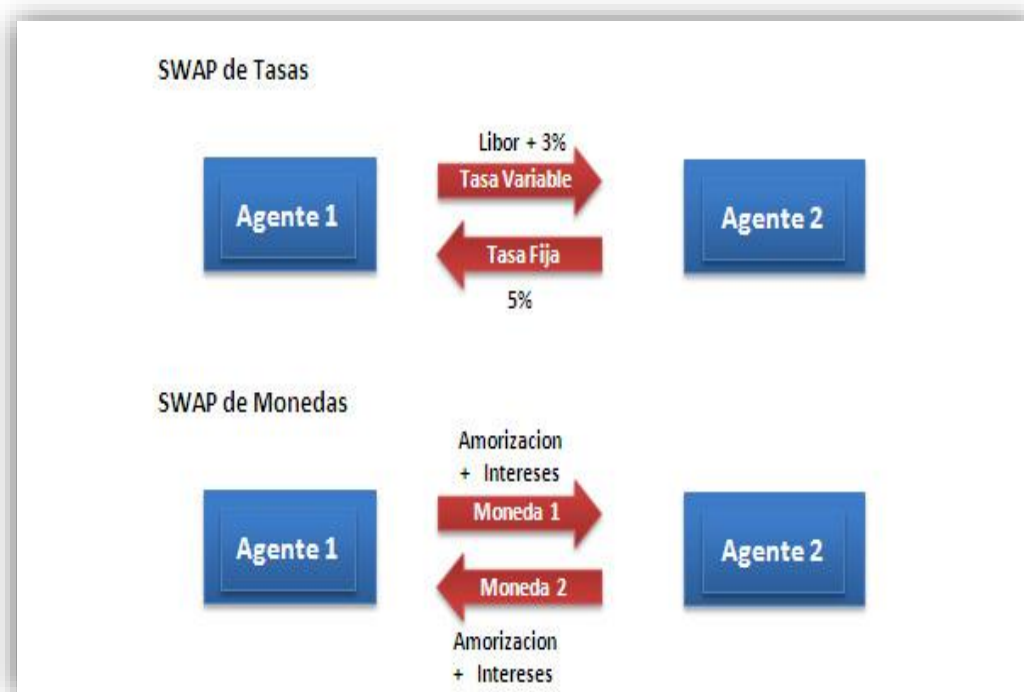 SWAP de Tasas
Libor + 3%
Tasa Variable
Agente 1
Agente 2
Tasa Fija
5%
SWAP de Monedas
Amorizacion
+ Intereses
Moneda 1
Agente 1
Agente 2
Moneda 2
Amorizacion
+ Intereses